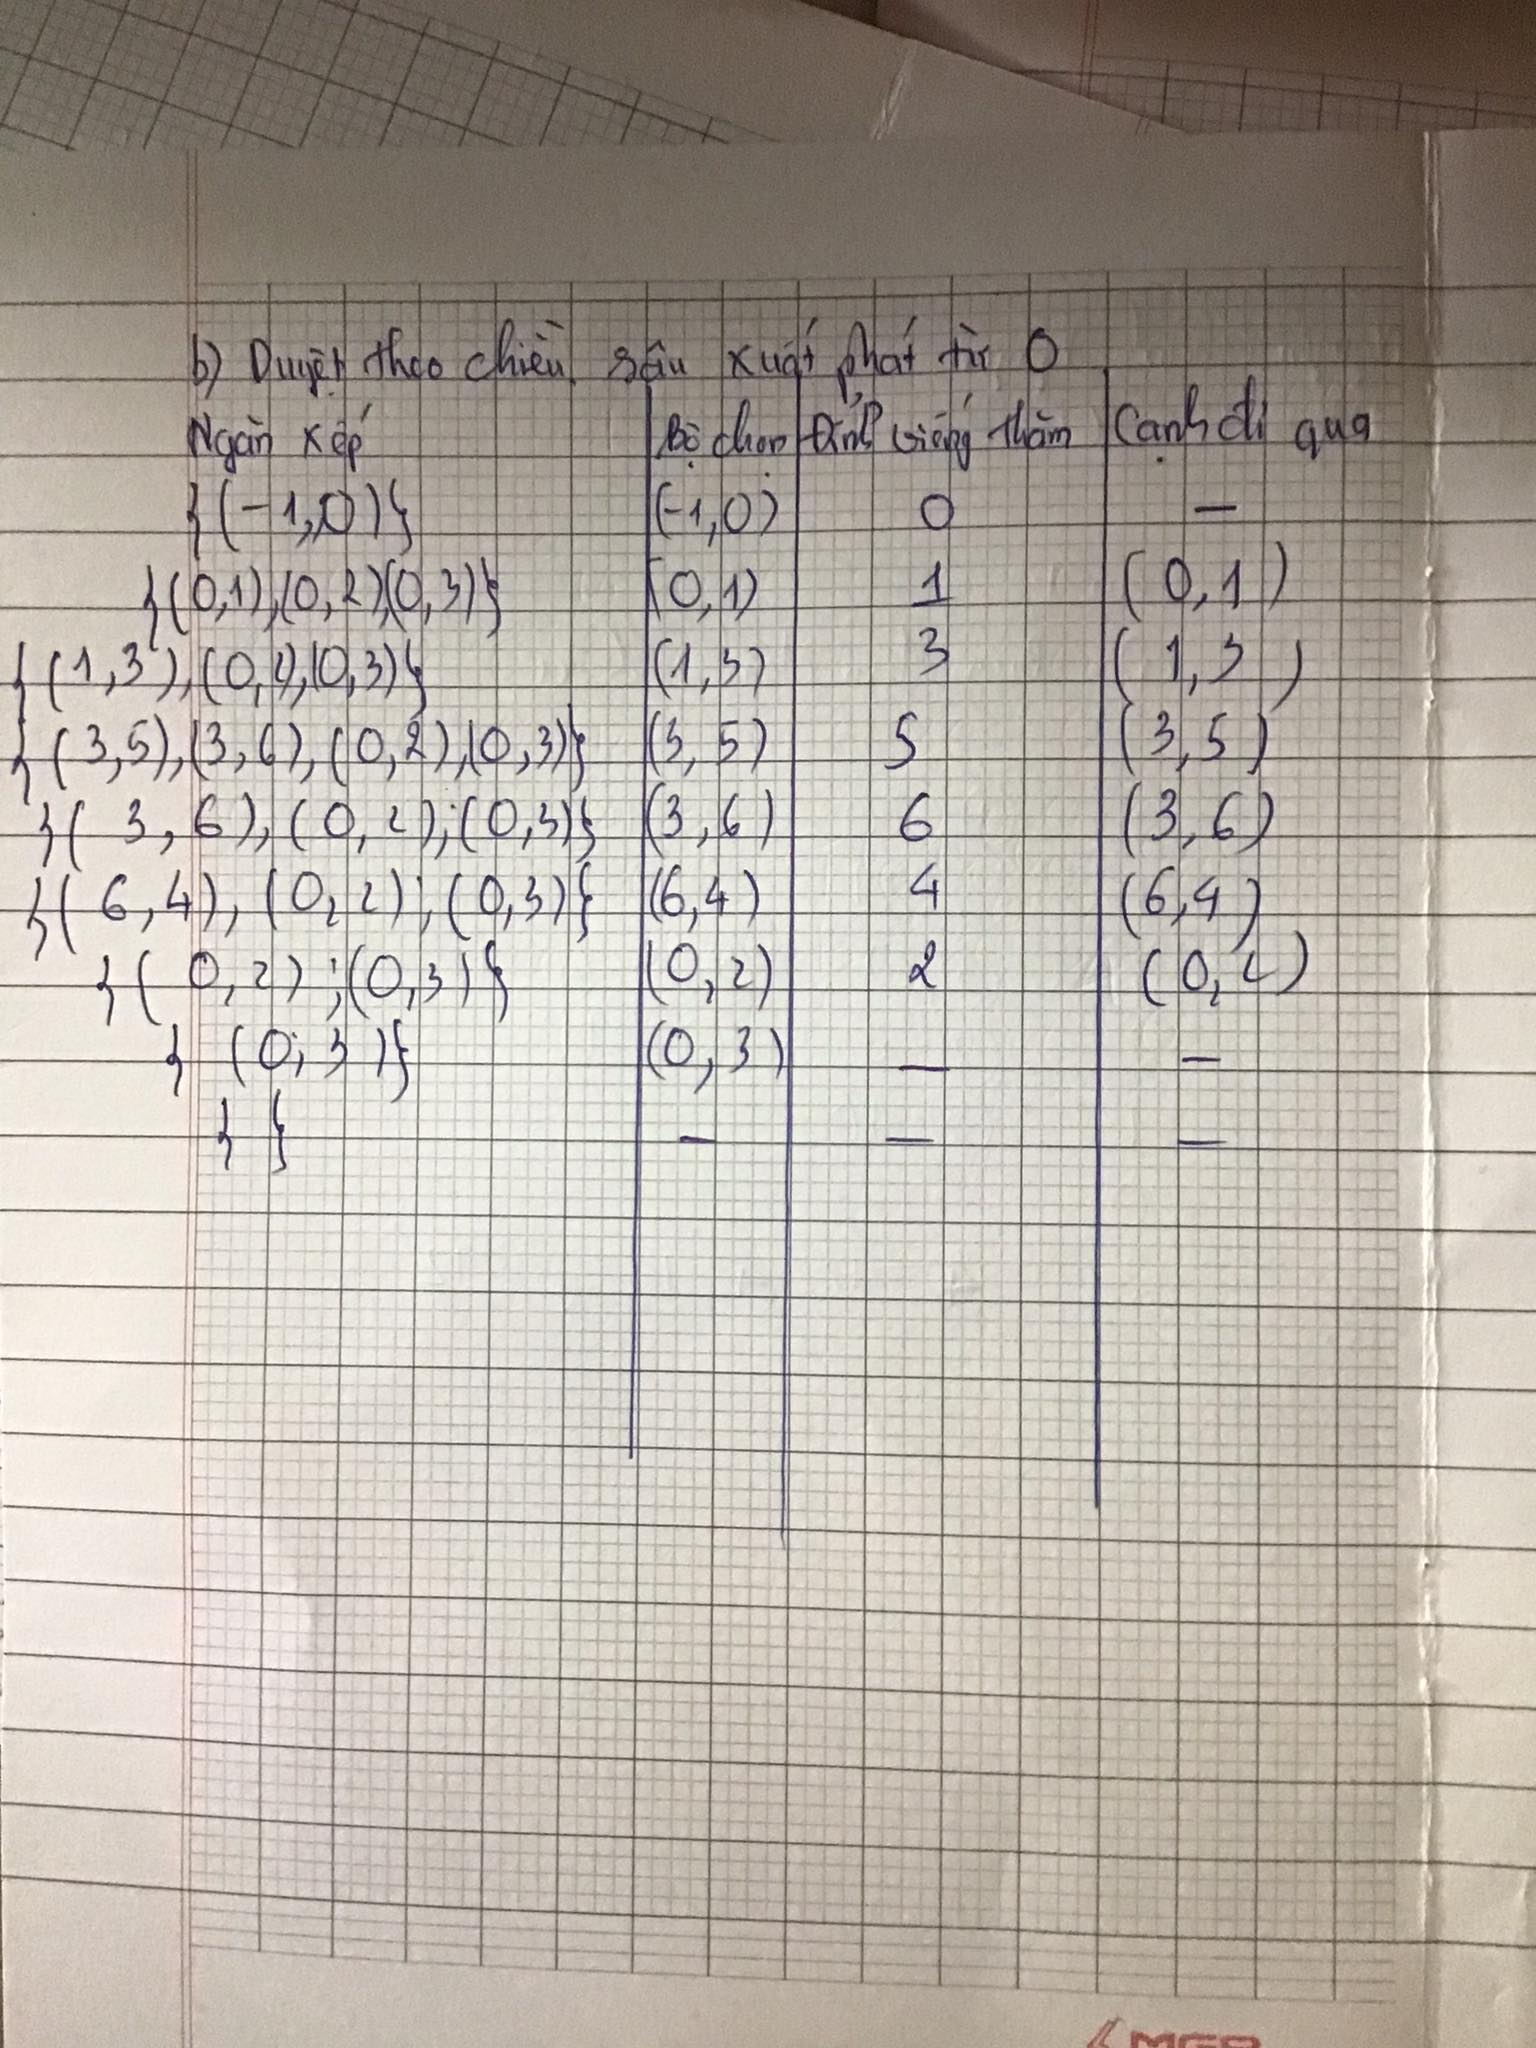 b) Duyệt theo chiều sâu xuất phát từ 0
Ngăn xếp Bộ chọn Đỉnh viếng thăm Cạnh đi qua
{(-1,0)} (-1,0) 0 —
{(0,1),(0,2),(0,3)} (0,1) 1 (0,1)
{(1,3),(0,2),(0,3)} (1,3) 3 (1,3)
{(3,5),(3,6),(0,2),(0,3)} (3,5) 5 (3,5)
{(3,6),(0,2);(0,3)} (3,6) 6 (3,6)
{(6,4),(0,2);(0,3)} (6,4) 4 (6,4)
{(0,2);(0,3)} (0,2) 2 (0,2)
{(0;3)} (0,3) — —
{ } — — —